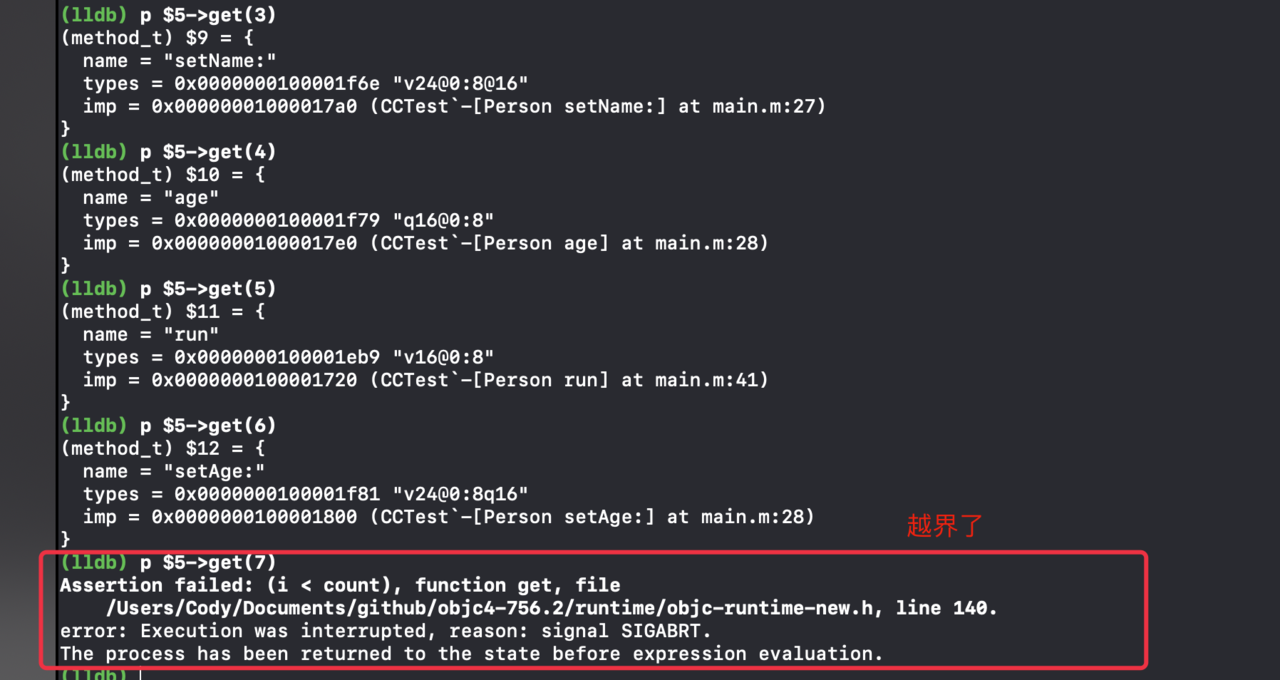 (lldb) p $5->get(3)
(method_t) $9 = {
  name = "setName:"
  types = 0x0000000100001f6e "v24@0:8@16"
  imp = 0x00000001000017a0 (CCTest`-[Person setName:] at main.m:27)
}
(lldb) p $5->get(4)
(method_t) $10 = {
  name = "age"
  types = 0x0000000100001f79 "q16@0:8"
  imp = 0x00000001000017e0 (CCTest`-[Person age] at main.m:28)
}
(lldb) p $5->get(5)
(method_t) $11 = {
  name = "run"
  types = 0x0000000100001eb9 "v16@0:8"
  imp = 0x0000000100001720 (CCTest`-[Person run] at main.m:41)
}
(lldb) p $5->get(6)
(method_t) $12 = {
  name = "setAge:"
  types = 0x0000000100001f81 "v24@0:8q16"
  imp = 0x0000000100001800 (CCTest`-[Person setAge:] at main.m:28)
}
越界了
(lldb) p $5->get(7)
Assertion failed: (i < count), function get, file
    /Users/Cody/Documents/github/objc4-756.2/runtime/objc-runtime-new.h, line 140.
error: Execution was interrupted, reason: signal SIGABRT.
The process has been returned to the state before expression evaluation.
(lldb)